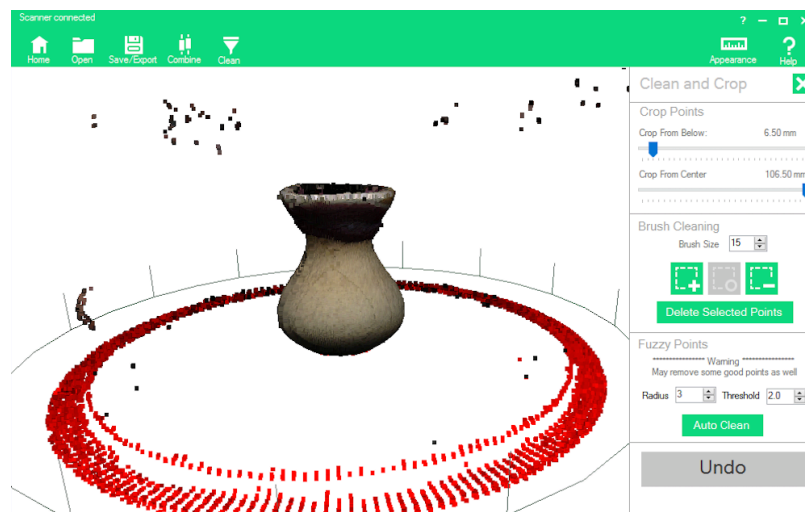 Scanner connected
?
Home Open Save/Export Combine Clean Appearance Help
Clean and Crop
Crop Points
Crop From Below: 6.50 mm
Crop From Center 106.50 mm
Brush Cleaning
Brush Size 15
Delete Selected Points
Fuzzy Points
**************** Warning ****************
May remove some good points as well
Radius 3 Threshold 2.0
Auto Clean
Undo